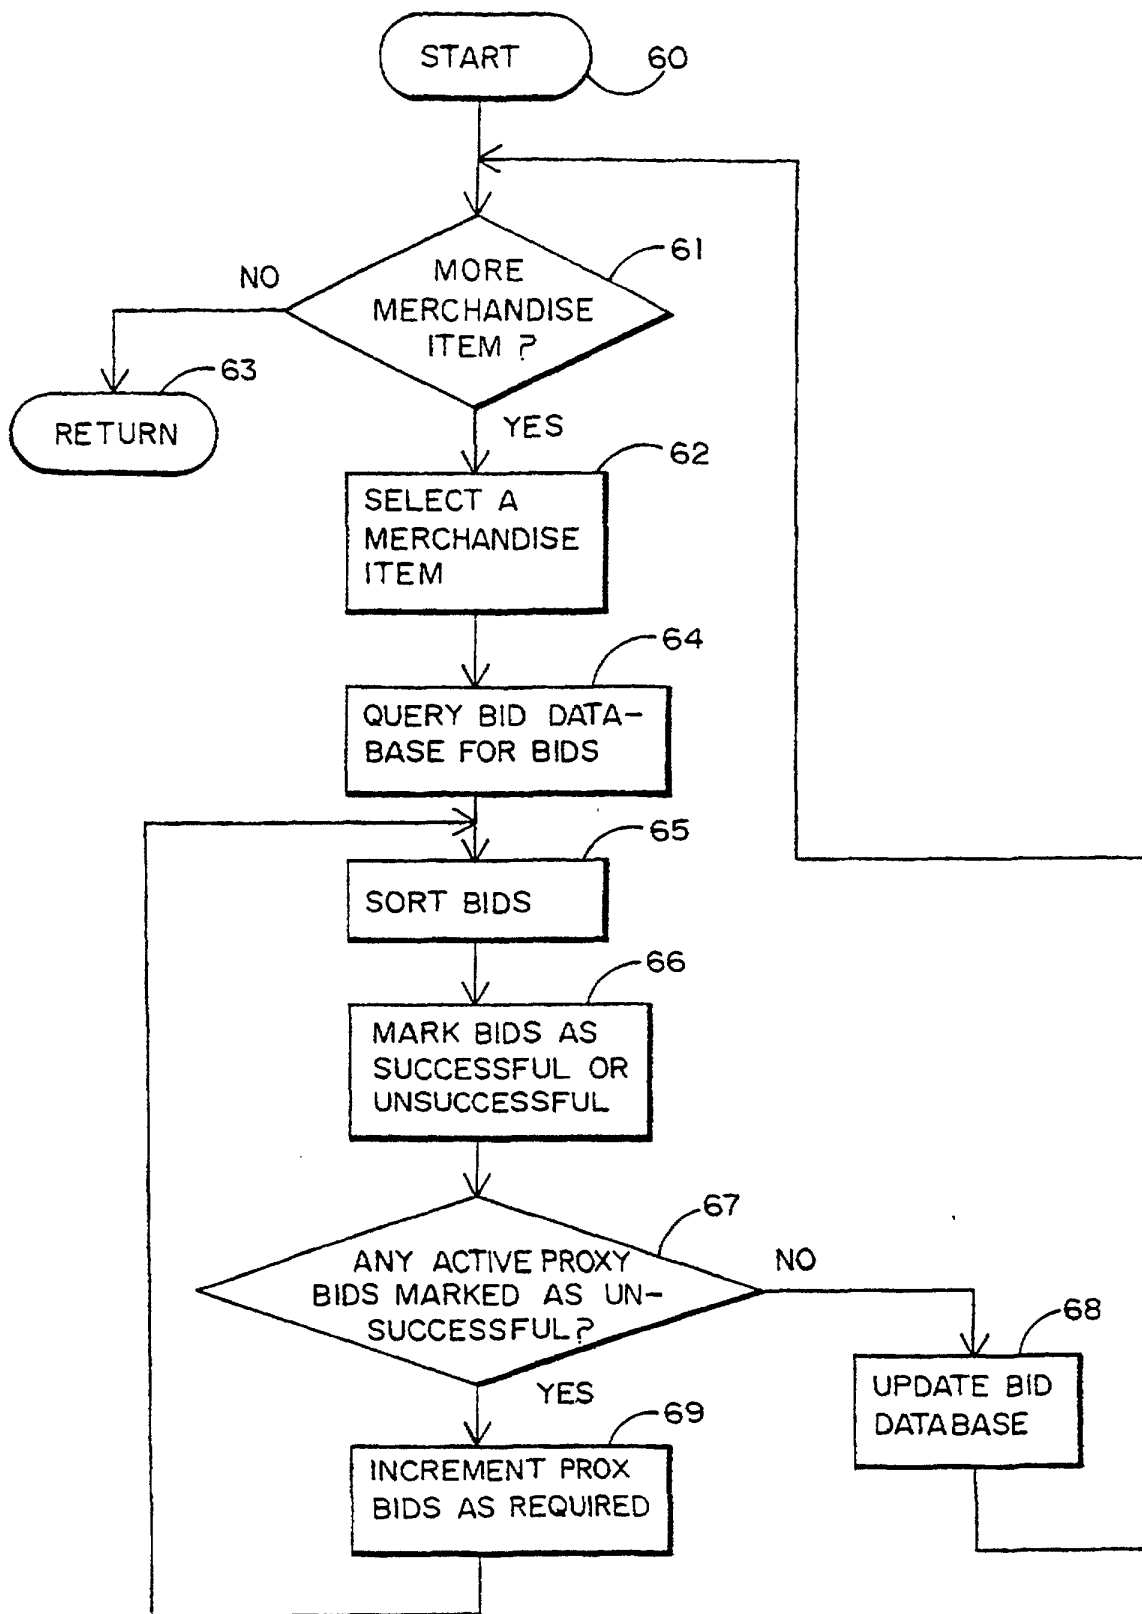 START
60
61
MORE
MERCHANDISE
ITEM ?
NO
63
RETURN
YES
62
SELECT A
MERCHANDISE
ITEM
64
QUERY BID DATA-
BASE FOR BIDS
65
SORT BIDS
66
MARK BIDS AS
SUCCESSFUL OR
UNSUCCESSFUL
67
ANY ACTIVE PROXY
BIDS MARKED AS UN-
SUCCESSFUL?
NO
68
UPDATE BID
DATABASE
YES
69
INCREMENT PROX
BIDS AS REQUIRED